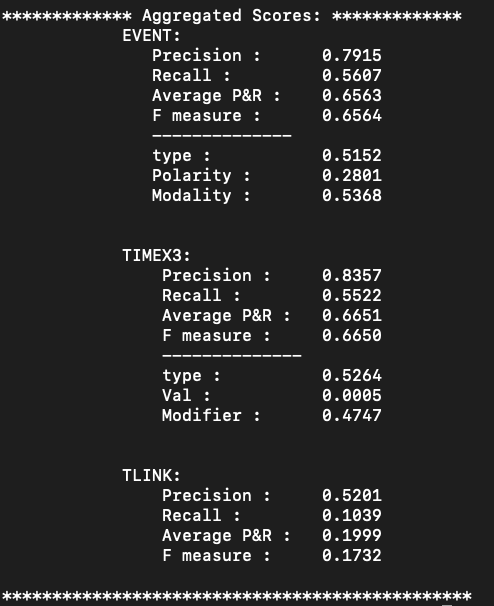 ************* Aggregated Scores: *************
EVENT:
Precision : 0.7915
Recall : 0.5607
Average P&R : 0.6563
F measure : 0.6564
--------------
type : 0.5152
Polarity : 0.2801
Modality : 0.5368
TIMEX3:
Precision : 0.8357
Recall : 0.5522
Average P&R : 0.6651
F measure : 0.6650
--------------
type : 0.5264
Val : 0.0005
Modifier : 0.4747
TLINK:
Precision : 0.5201
Recall : 0.1039
Average P&R : 0.1999
F measure : 0.1732
***********************************************